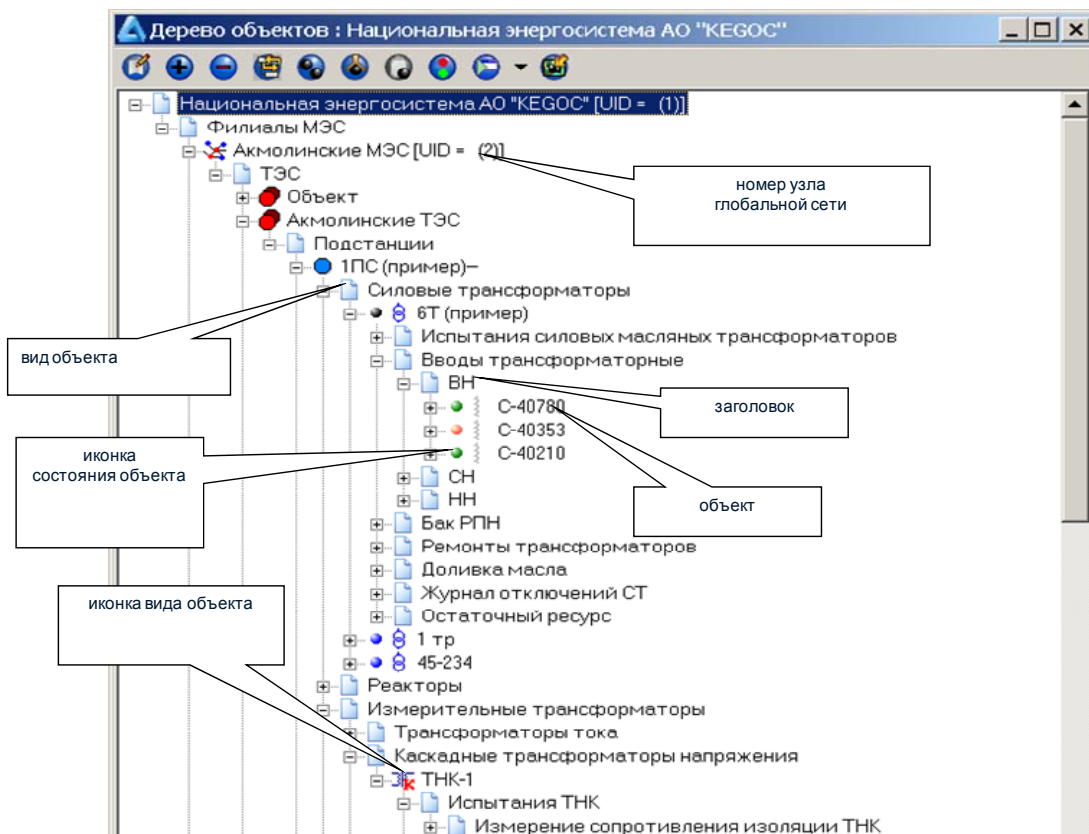 Дерево объектов : Национальная энергосистема АО "KEGOC"
Национальная энергосистема АО "KEGOC" [UID = (1)]
Филиалы МЭС
Акмолинские МЭС [UID = (2)]
номер узла
глобальной сети
ТЭС
Объект
Акмолинские ТЭС
Подстанции
1ПС (пример)–
Силовые трансформаторы
6Т (пример)
Испытания силовых масляных трансформаторов
вид объекта
Вводы трансформаторные
ВН
заголовок
С-40780
С-40353
С-40210
иконка
состояния объекта
СН
НН
объект
Бак РПН
Ремонты трансформаторов
Доливка масла
Журнал отключений СТ
иконка вида объекта
Остаточный ресурс
1 тр
45-234
Реакторы
Измерительные трансформаторы
Трансформаторы тока
Каскадные трансформаторы напряжения
ТНК-1
Испытания ТНК
Измерение сопротивления изоляции ТНК